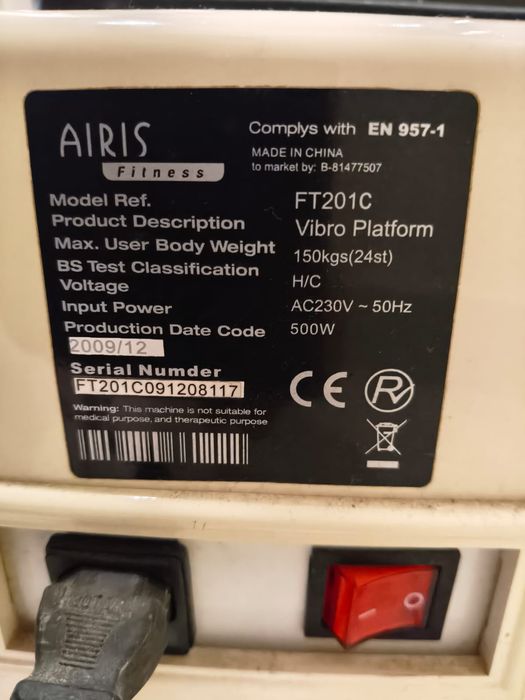 AIRIS
Fitness
Complys with EN 957-1
MADE IN CHINA
to market by: B-81477507
Model Ref. FT201C
Product Description Vibro Platform
Max. User Body Weight 150kgs(24st)
BS Test Classification H/C
Voltage AC230V ~ 50Hz
Input Power 500W
Production Date Code
2009/12
Serial Numder
FT201C091208117
Warning: This machine is not suitable for
medical purpose, and therapeutic purpose
CE